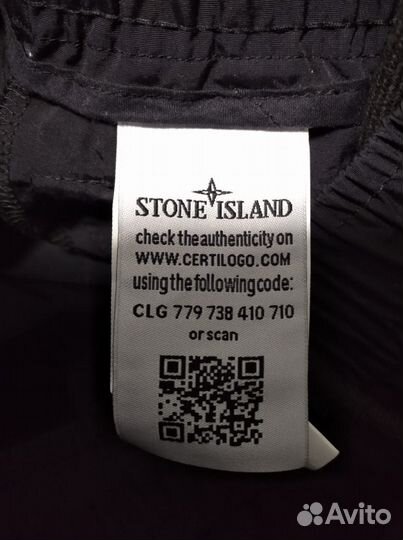 STONE ISLAND
check the authenticity on
WWW.CERTILOGO.COM
using the following code:
CLG 779 738 410 710
or scan
Avito